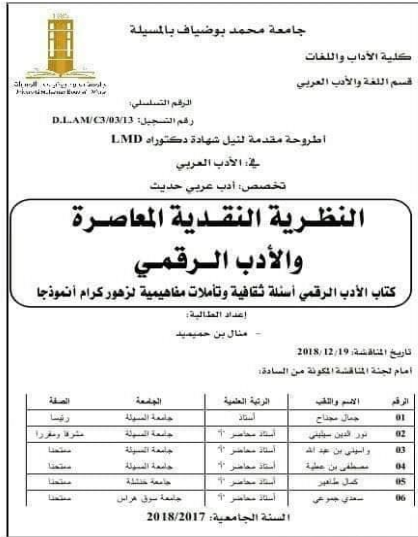 جامعة محمد بوضياف بالمسيلة
كلية الآداب واللغات
قسم اللغة والأدب العربي
الرقم التسلسلي:
رقم التسجيل: D.L.AM/C3/03/13
أطروحة مقدمة لنيل شهادة دكتوراه LMD
في: الأدب العربي
تخصص: أدب عربي حديث
النظرية النقدية المعاصرة
والأدب الـرقمـي
كتاب الأدب الرقمي أسئلة ثقافية وتأملات مفاهيمية لزهور كرام أنموذجا
إعداد الطالبة:
- منال بن حميميد
تاريخ المناقشة: 2018/12/19
أمام لجنة المناقشة المكونة من السادة:
الرقم الاسم واللقب الرتبة العلمية الجامعة الصفة
01 جمال مجناح أستاذ جامعة المسيلة رئيسا
02 نور الدين سيليني أستاذ محاضر "أ" جامعة المسيلة مشرفا ومقررا
03 واسيني بن عبد الله أستاذ محاضر "أ" جامعة المسيلة ممتحنا
04 مصطفى بن عطية أستاذ محاضر "أ" جامعة المسيلة ممتحنا
05 كمال طاهير أستاذ محاضر "أ" جامعة خنشلة ممتحنا
06 سعدي جموعي أستاذ محاضر "أ" جامعة سوق هراس ممتحنا
السنة الجامعية: 2018/2017